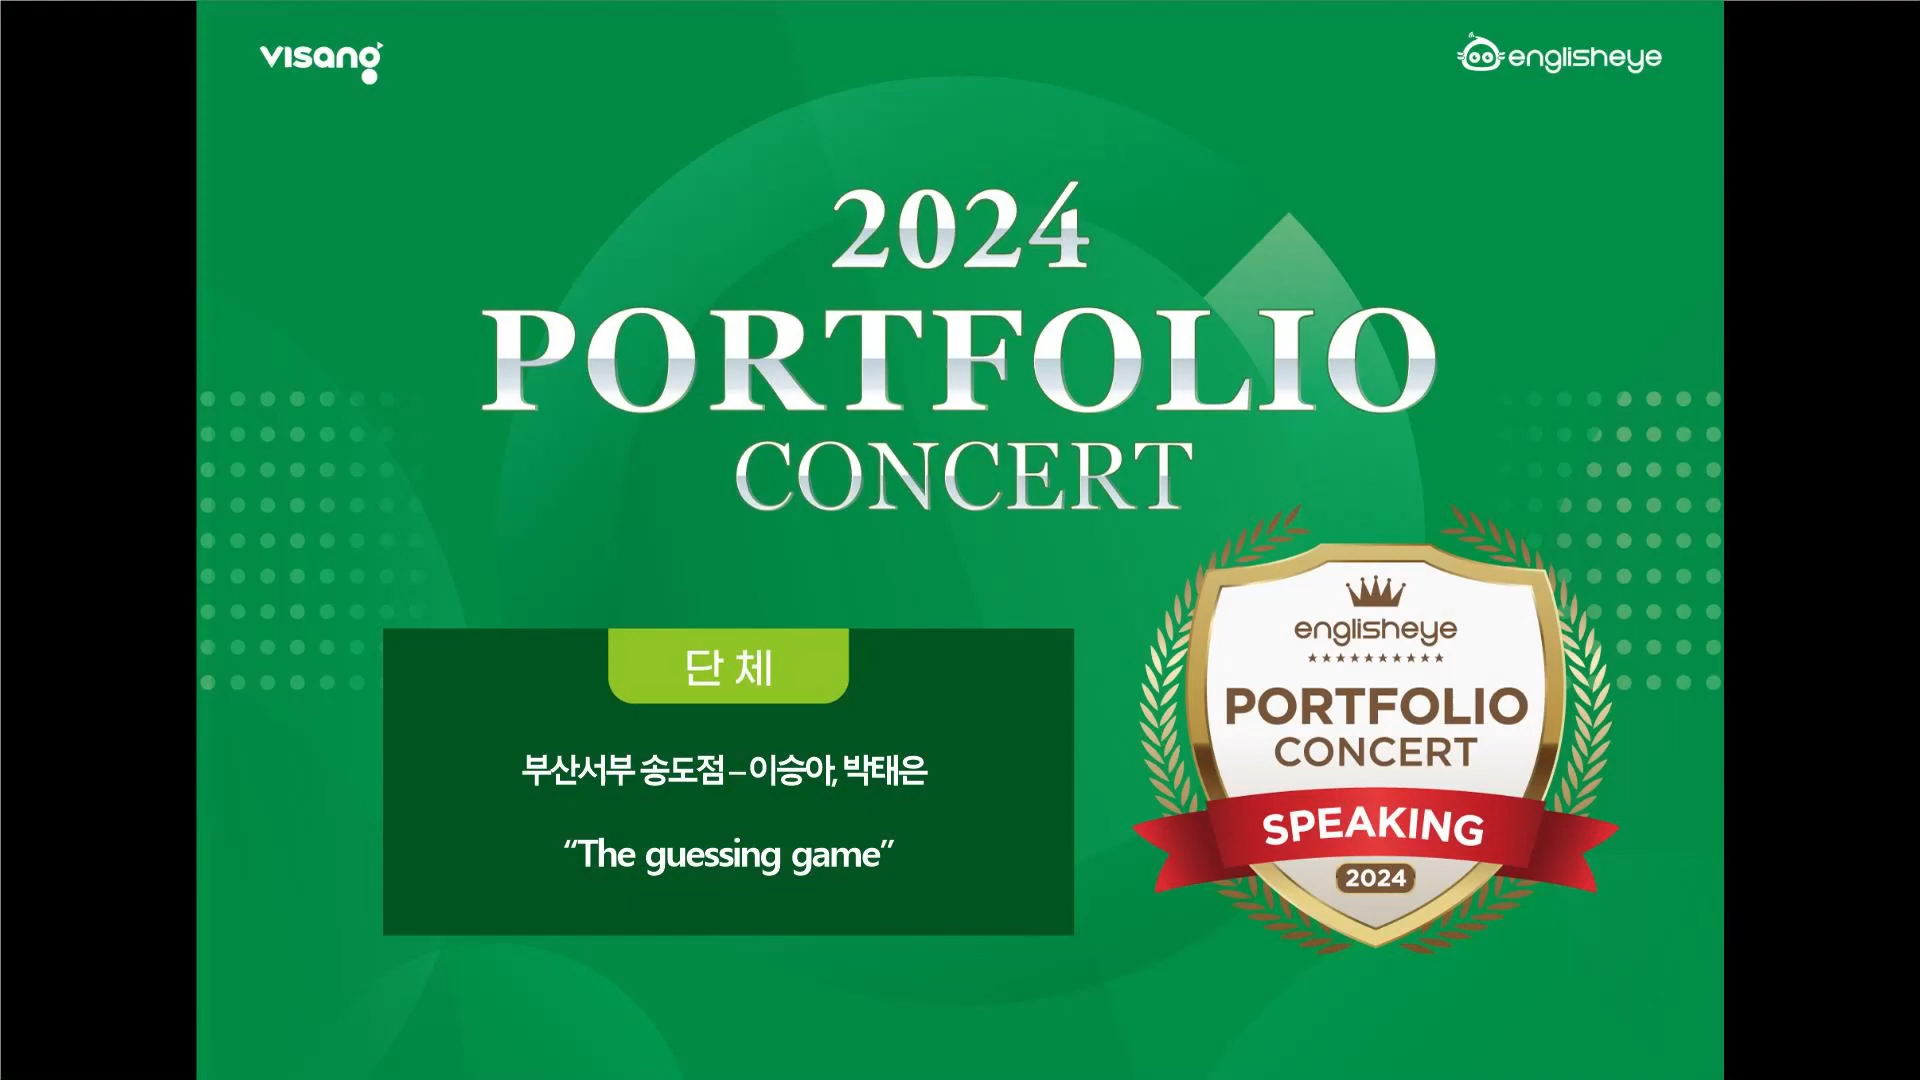 visang
englisheye
2024
PORTFOLIO
CONCERT
단체
부산서부 송도점 – 이승아, 박태은
“The guessing game”
englisheye
PORTFOLIO
CONCERT
SPEAKING
2024